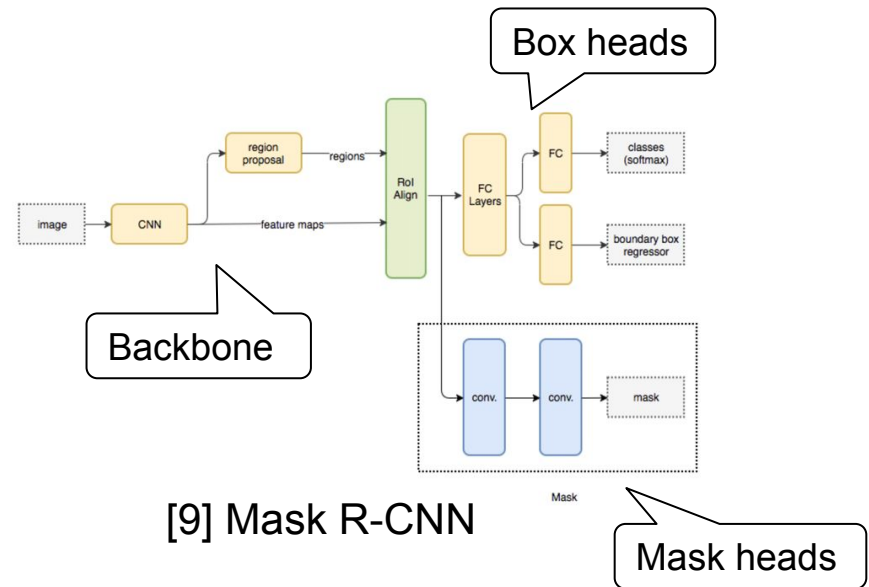 Box heads
region
proposal
regions
RoI
Align
FC
Layers
FC
classes
(softmax)
image
CNN
feature maps
FC
boundary box
regressor
Backbone
conv.
conv.
mask
Mask
[9] Mask R-CNN
Mask heads